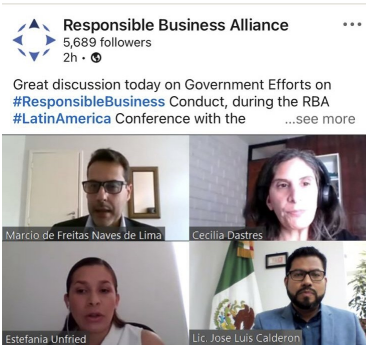 Responsible Business Alliance
5,689 followers
2h •
Great discussion today on Government Efforts on
#ResponsibleBusiness Conduct, during the RBA
#LatinAmerica Conference with the ...see more
Marcio de Freitas Naves de Lima
Cecilia Dastres
Estefania Unfried
Lic. Jose Luis Calderon